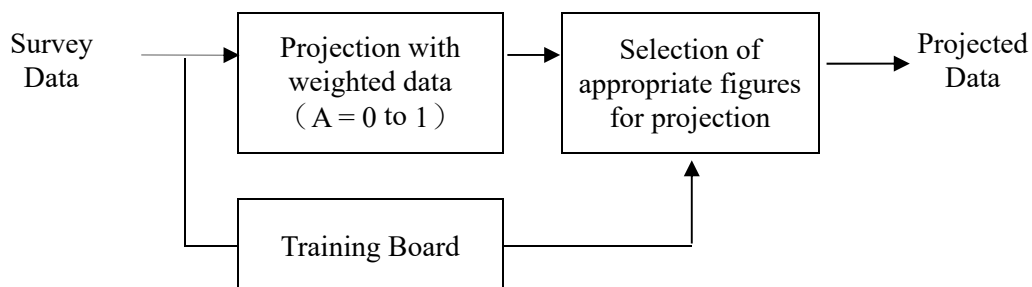 Survey
Data
Projection with
weighted data
（A = 0 to 1）
Selection of
appropriate figures
for projection
Projected
Data
Training Board